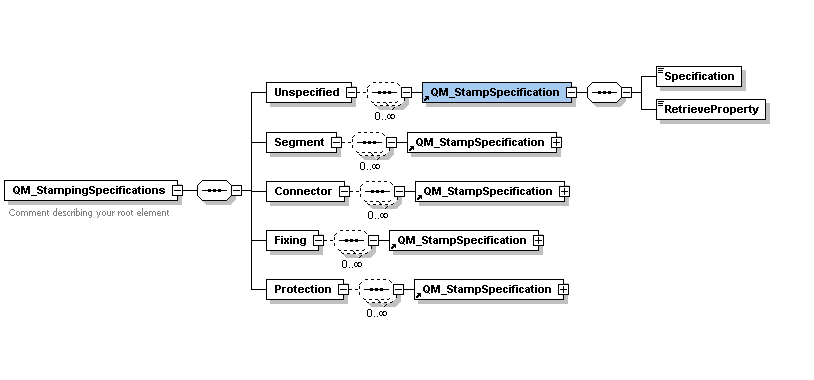 Specification
Unspecified
QM_StampSpecification
0..∞
RetrieveProperty
Segment
QM_StampSpecification
0..∞
QM_StampingSpecifications
Connector
QM_StampSpecification
Comment describing your root element
0..∞
Fixing
QM_StampSpecification
0..∞
Protection
QM_StampSpecification
0..∞